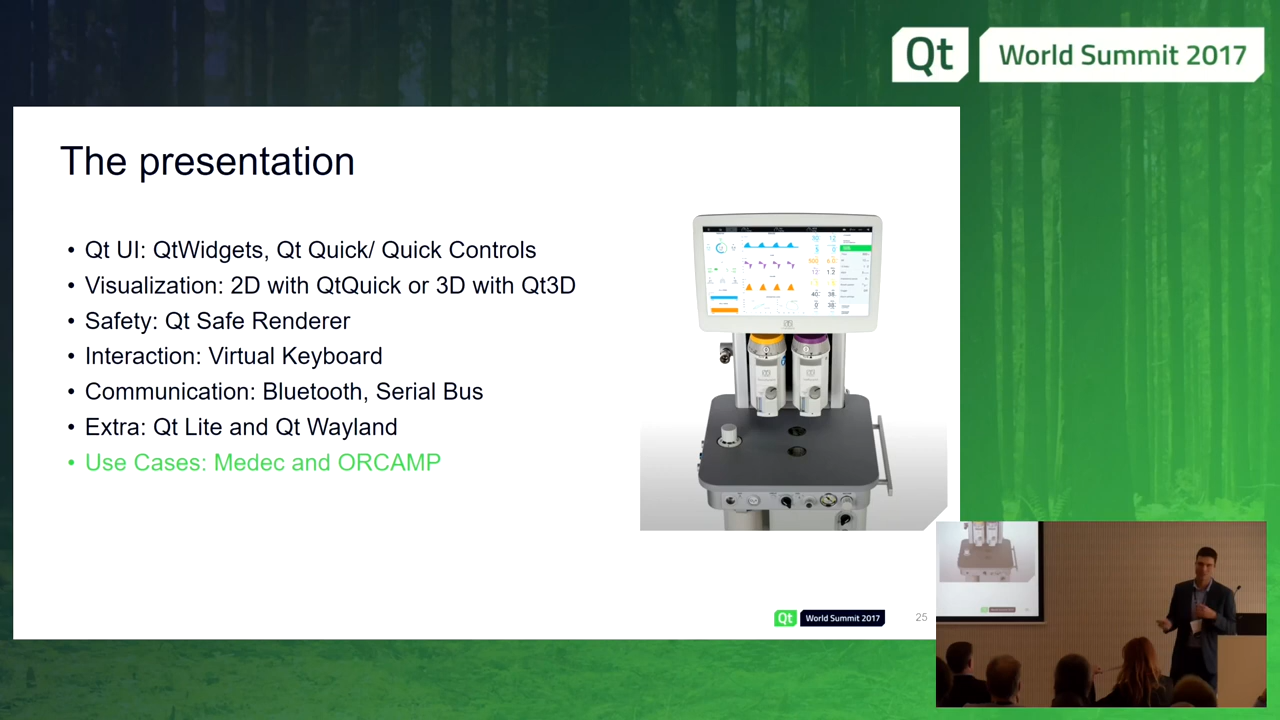 Qt World Summit 2017
The presentation
• Qt UI: QtWidgets, Qt Quick/ Quick Controls
• Visualization: 2D with QtQuick or 3D with Qt3D
• Safety: Qt Safe Renderer
• Interaction: Virtual Keyboard
• Communication: Bluetooth, Serial Bus
• Extra: Qt Lite and Qt Wayland
• Use Cases: Medec and ORCAMP
Qt World Summit 2017
25